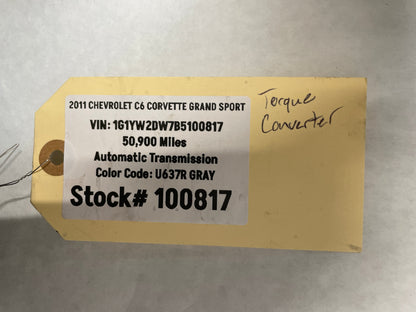 2011 CHEVROLET C6 CORVETTE GRAND SPORT
VIN: 1G1YW2DW7B5100817
50,900 Miles
Automatic Transmission
Color Code: U637R GRAY
Stock# 100817
Torque
Converter